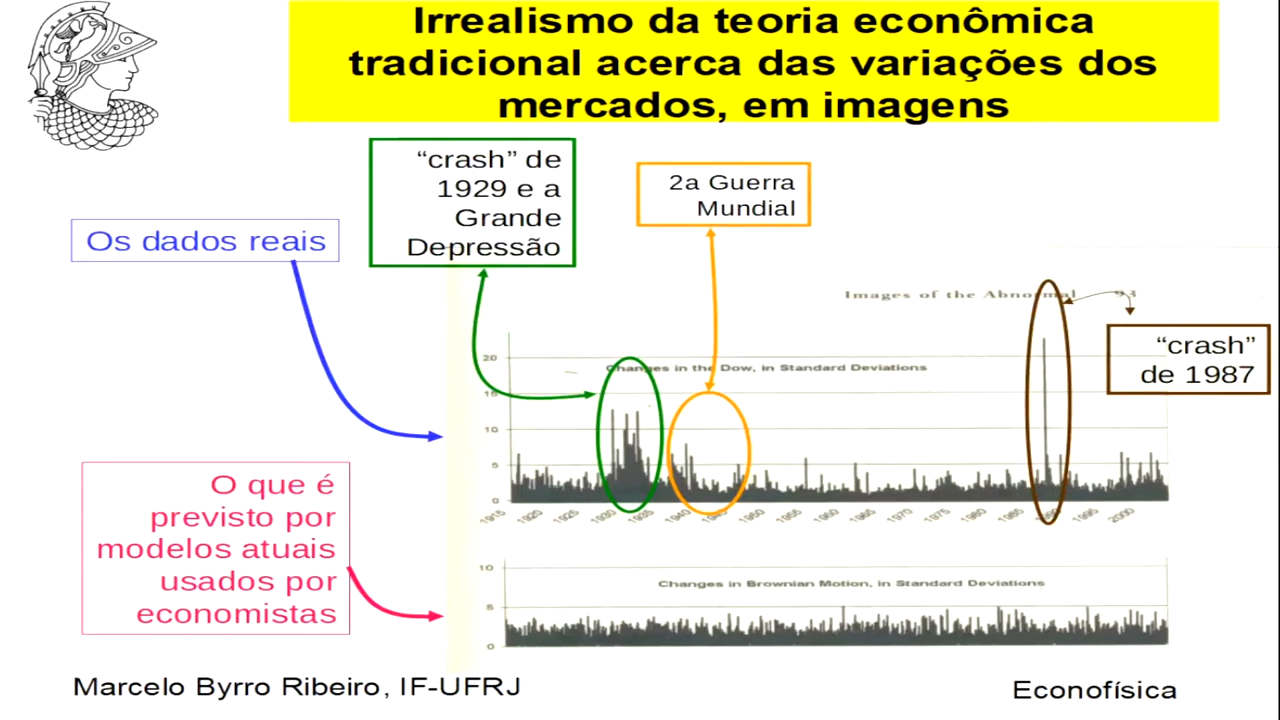 Irrealismo da teoria econômica
tradicional acerca das variações dos
mercados, em imagens
“crash” de
1929 e a
Grande
Depressão
2a Guerra
Mundial
Os dados reais
Images of the Abnormal 93
“crash”
de 1987
Changes in the Dow, in Standard Deviations
20
15
10
5
0
1915 1920 1925 1930 1935 1940 1945 1950 1955 1960 1965 1970 1975 1980 1985 1990 1995 2000
O que é
previsto por
modelos atuais
usados por
economistas
Changes in Brownian Motion, in Standard Deviations
10
5
0
Marcelo Byrro Ribeiro, IF-UFRJ
Econofísica